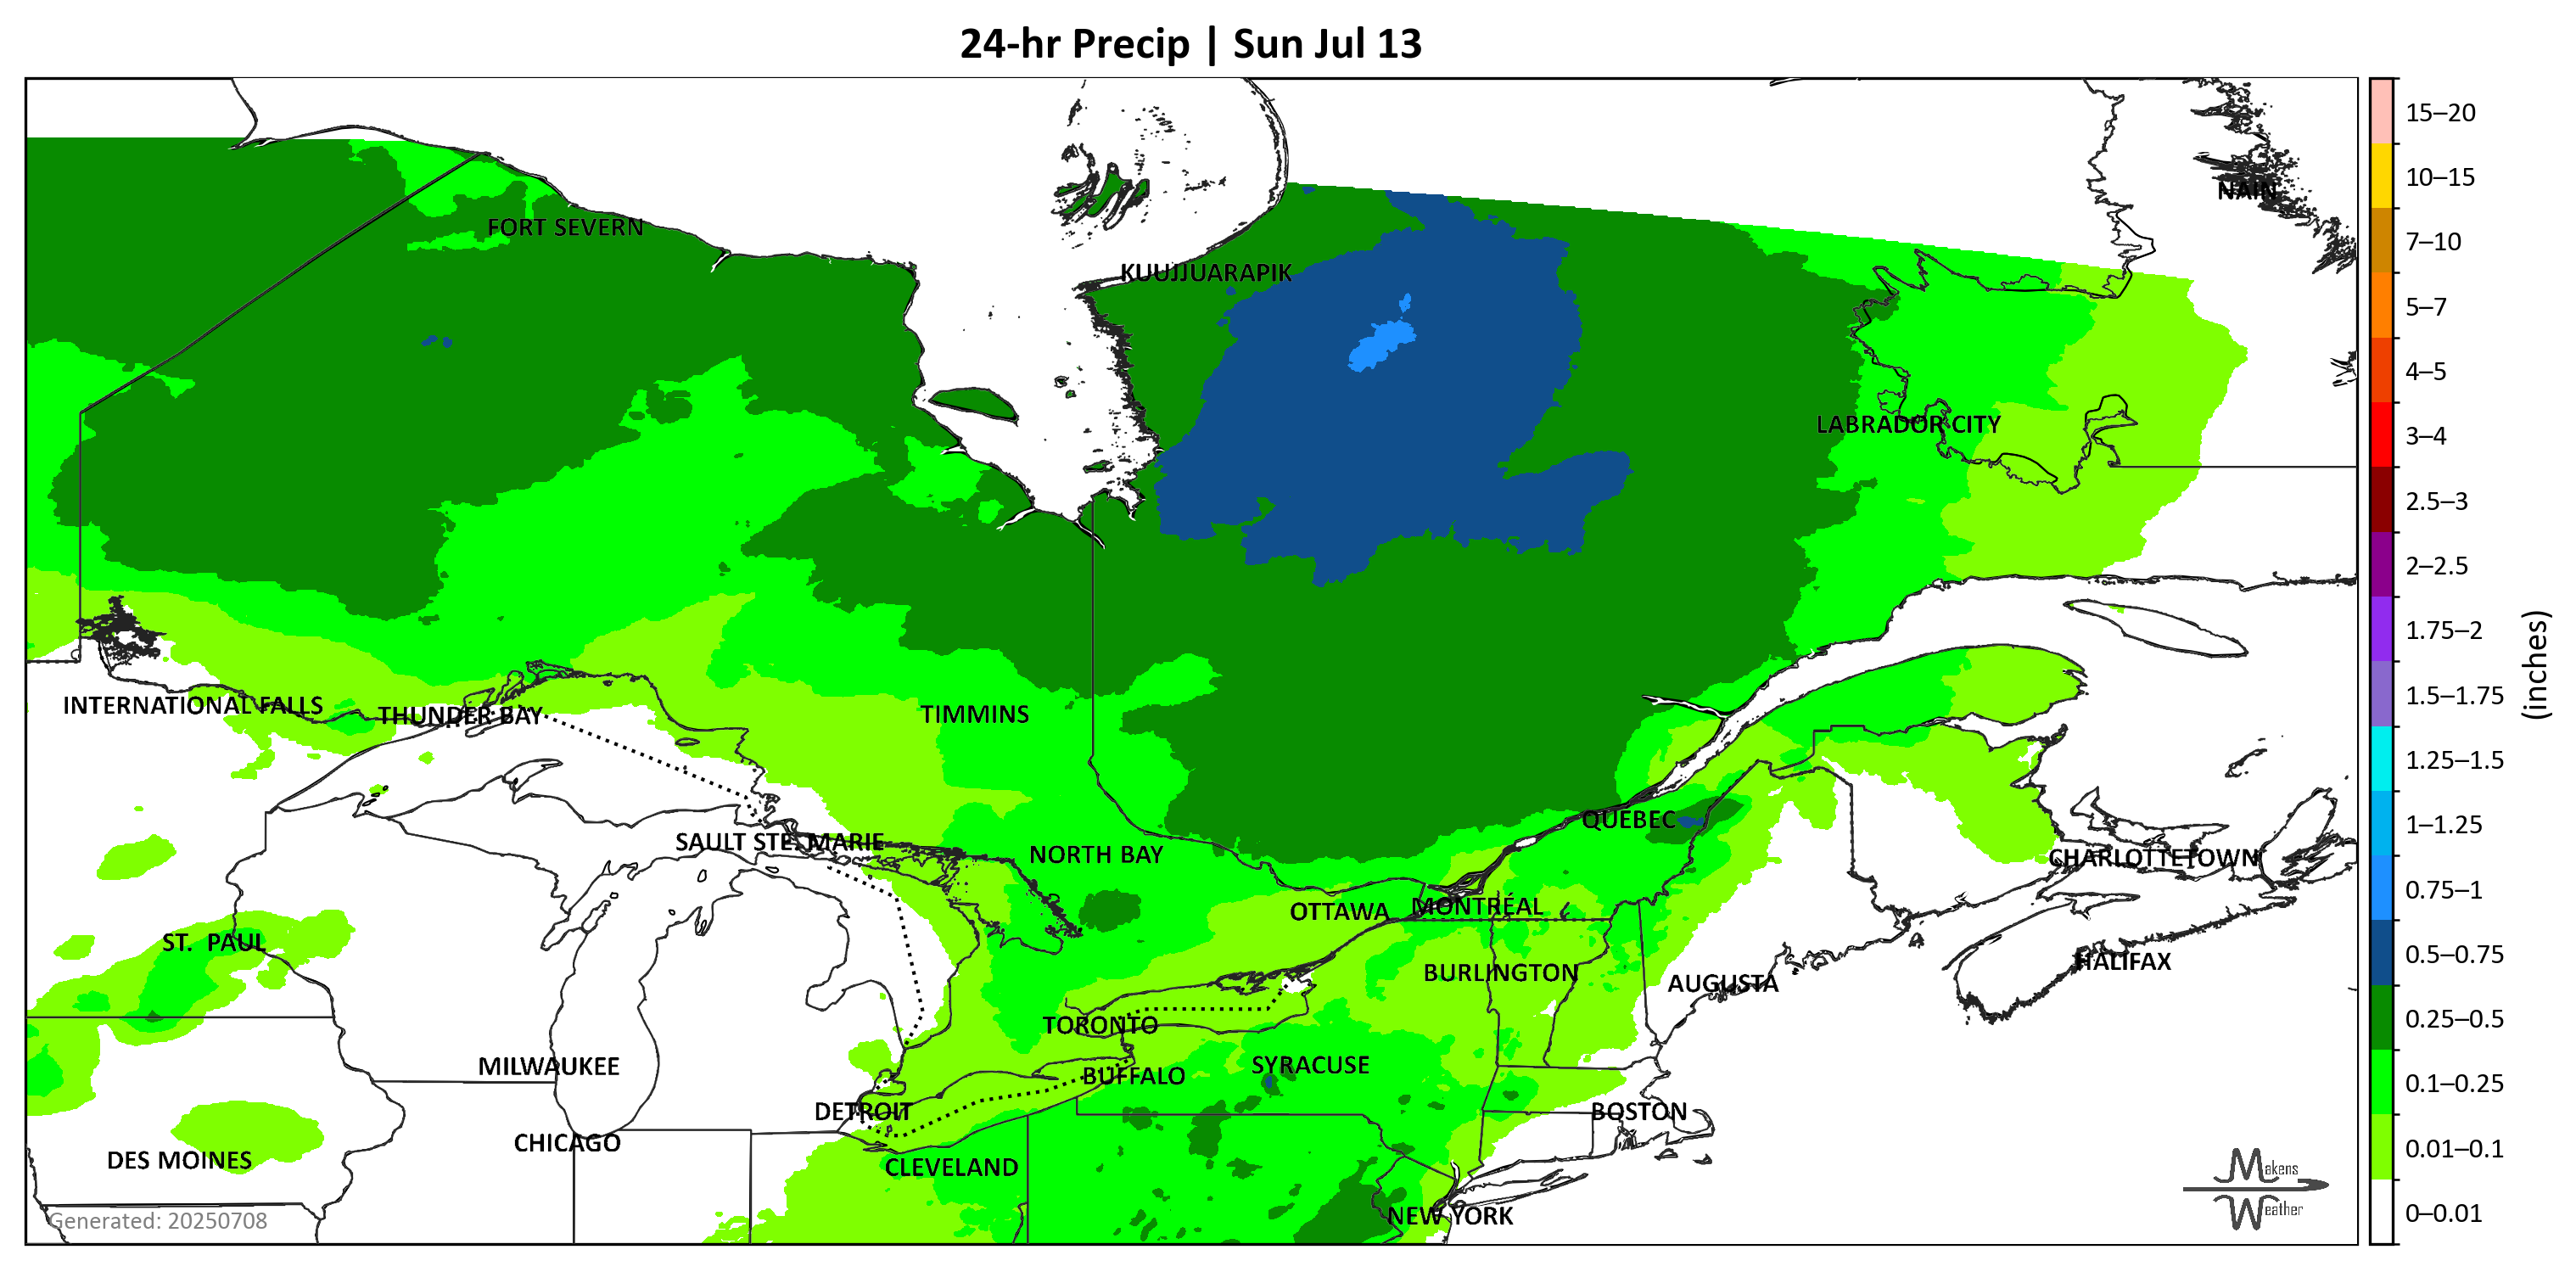 24-hr Precip | Sun Jul 13
NAIN
FORT SEVERN
KUUJJUARAPIK
LABRADOR CITY
INTERNATIONAL FALLS
THUNDER BAY
TIMMINS
SAULT STE. MARIE
NORTH BAY
QUEBEC
CHARLOTTETOWN
OTTAWA
MONTRÉAL
ST. PAUL
BURLINGTON
AUGUSTA
HALIFAX
TORONTO
MILWAUKEE
BUFFALO
SYRACUSE
DETROIT
BOSTON
CHICAGO
DES MOINES
CLEVELAND
NEW YORK
Generated: 20250708
Makens
Weather
15–20
10–15
7–10
5–7
4–5
3–4
2.5–3
2–2.5
1.75–2
1.5–1.75
1.25–1.5
1–1.25
0.75–1
0.5–0.75
0.25–0.5
0.1–0.25
0.01–0.1
0–0.01
(inches)